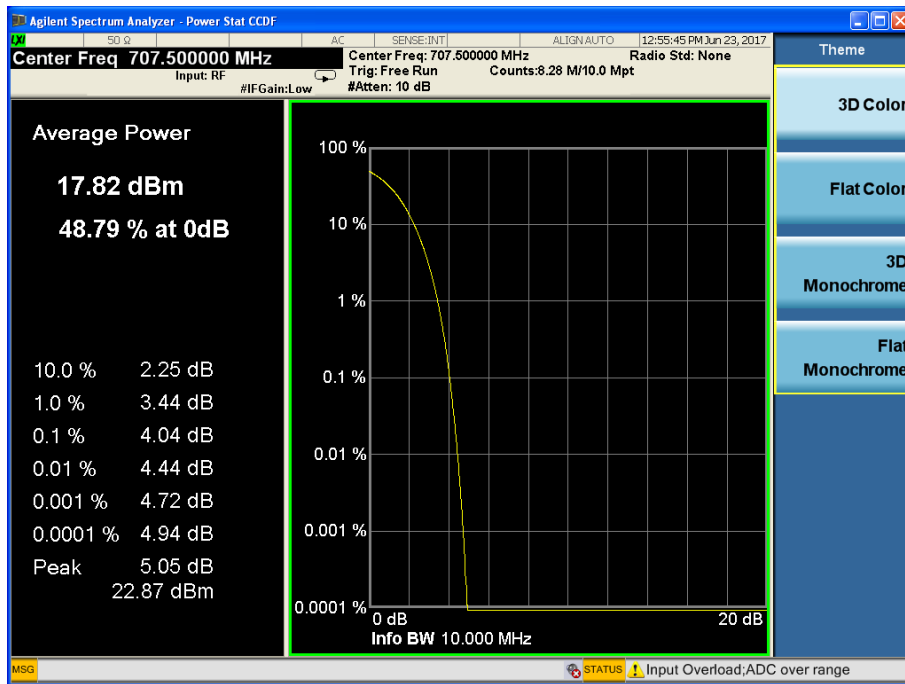 Agilent Spectrum Analyzer - Power Stat CCDF
LXI
50 Ω
AC
SENSE:INT
ALIGN AUTO
12:55:45 PM Jun 23, 2017
Center Freq 707.500000 MHz
Input: RF
#IFGain:Low
Center Freq: 707.500000 MHz
Radio Std: None
Trig: Free Run
Counts:8.28 M/10.0 Mpt
#Atten: 10 dB
Average Power
17.82 dBm
48.79 % at 0dB
10.0 % 2.25 dB
1.0 % 3.44 dB
0.1 % 4.04 dB
0.01 % 4.44 dB
0.001 % 4.72 dB
0.0001 % 4.94 dB
Peak 5.05 dB
22.87 dBm
100 %
10 %
1 %
0.1 %
0.01 %
0.001 %
0.0001 %
0 dB
20 dB
Info BW 10.000 MHz
Theme
3D Color
Flat Color
3D
Monochrome
Flat
Monochrome
MSG
STATUS
Input Overload;ADC over range